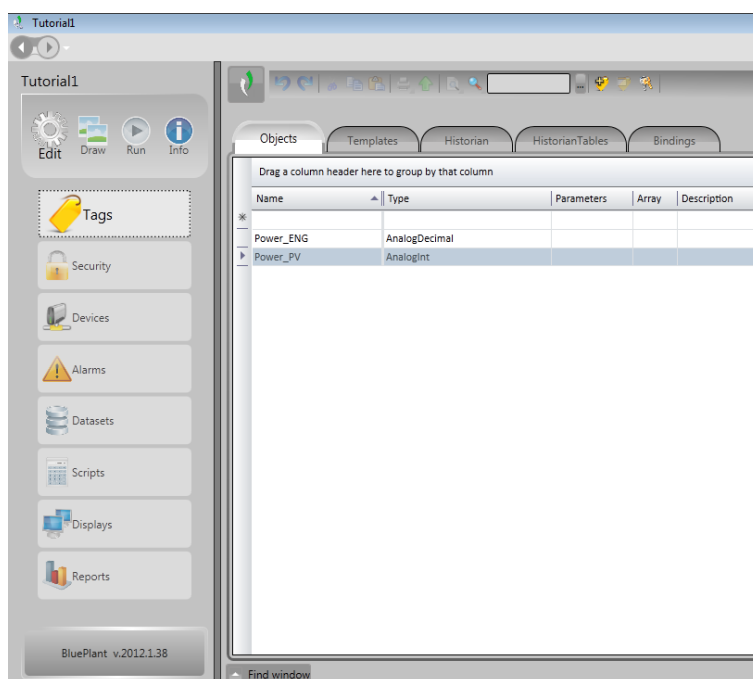 Tutorial1
Tutorial1
Edit Draw Run Info
Tags
Security
Devices
Alarms
Datasets
Scripts
Displays
Reports
BluePlant v.2012.1.38
Objects Templates Historian HistorianTables Bindings
Drag a column header here to group by that column
Name Type Parameters Array Description
Power_ENG AnalogDecimal
Power_PV AnalogInt
Find window